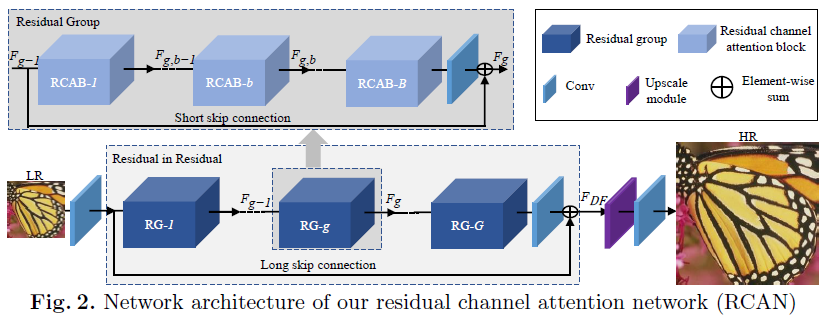 Residual Group
F_{g-1}
F_{g,b-1}
F_{g,b}
F_g
RCAB-1
RCAB-b
RCAB-B
Short skip connection
Residual group
Residual channel
attention block
Conv
Upscale
module
Element-wise
sum
Residual in Residual
LR
HR
F_{g-1}
F_g
F_{DF}
RG-1
RG-g
RG-G
Long skip connection
Fig. 2. Network architecture of our residual channel attention network (RCAN)